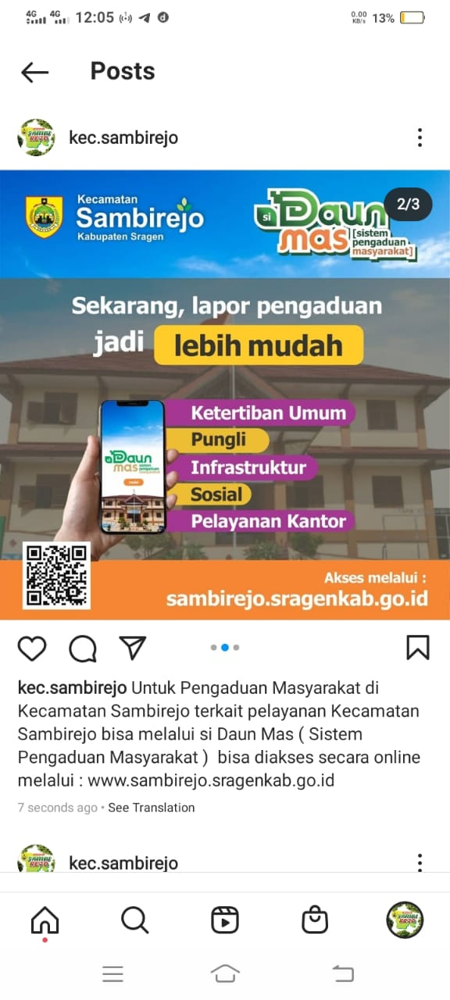 4G 4G 12:05 0.00 KB/s 13%
Posts
kec.sambirejo
Kecamatan
Sambirejo
Kabupaten Sragen
si Daun
mas [sistem
pengaduan
masyarakat]
2/3
Sekarang, lapor pengaduan
jadi lebih mudah
Ketertiban Umum
Pungli
Infrastruktur
Sosial
Pelayanan Kantor
Daun
mas
Akses melalui :
sambirejo.sragenkab.go.id
kec.sambirejo Untuk Pengaduan Masyarakat di
Kecamatan Sambirejo terkait pelayanan Kecamatan
Sambirejo bisa melalui si Daun Mas ( Sistem
Pengaduan Masyarakat ) bisa diakses secara online
melalui : www.sambirejo.sragenkab.go.id
7 seconds ago • See Translation
kec.sambirejo